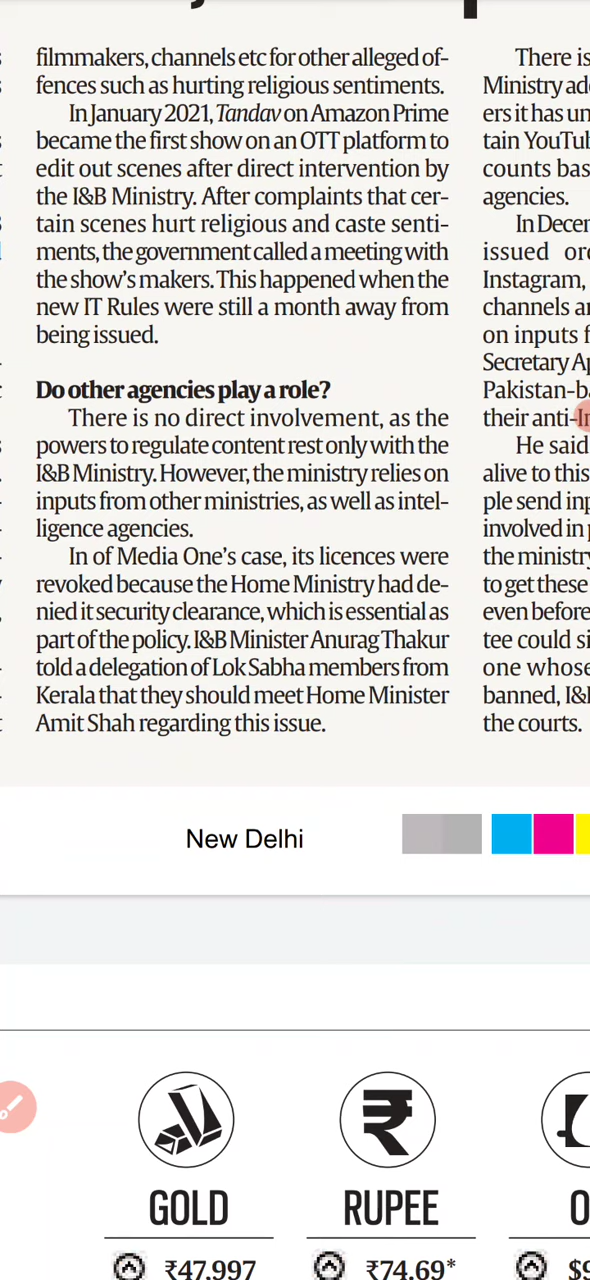 filmmakers, channels etc for other alleged of-
fences such as hurting religious sentiments.
In January 2021, Tandav on Amazon Prime
became the first show on an OTT platform to
edit out scenes after direct intervention by
the I&B Ministry. After complaints that cer-
tain scenes hurt religious and caste senti-
ments, the government called a meeting with
the show's makers. This happened when the
new IT Rules were still a month away from
being issued.
Do other agencies play a role?
There is no direct involvement, as the
powers to regulate content rest only with the
I&B Ministry. However, the ministry relies on
inputs from other ministries, as well as intel-
ligence agencies.
In of Media One's case, its licences were
revoked because the Home Ministry had de-
nied it security clearance, which is essential as
part of the policy. I&B Minister Anurag Thakur
told a delegation of Lok Sabha members from
Kerala that they should meet Home Minister
Amit Shah regarding this issue.
There is
Ministry
ers it has
tain
counts
agencies.
In
issued
Instagram,
channels
on inputs
Secretary
their
He said
alive to this
ple send
involved in
the ministry
to get these
even before
tee could
one whose
banned,
the courts.
New Delhi
GOLD
RUPEE
₹47,997
₹74.69*